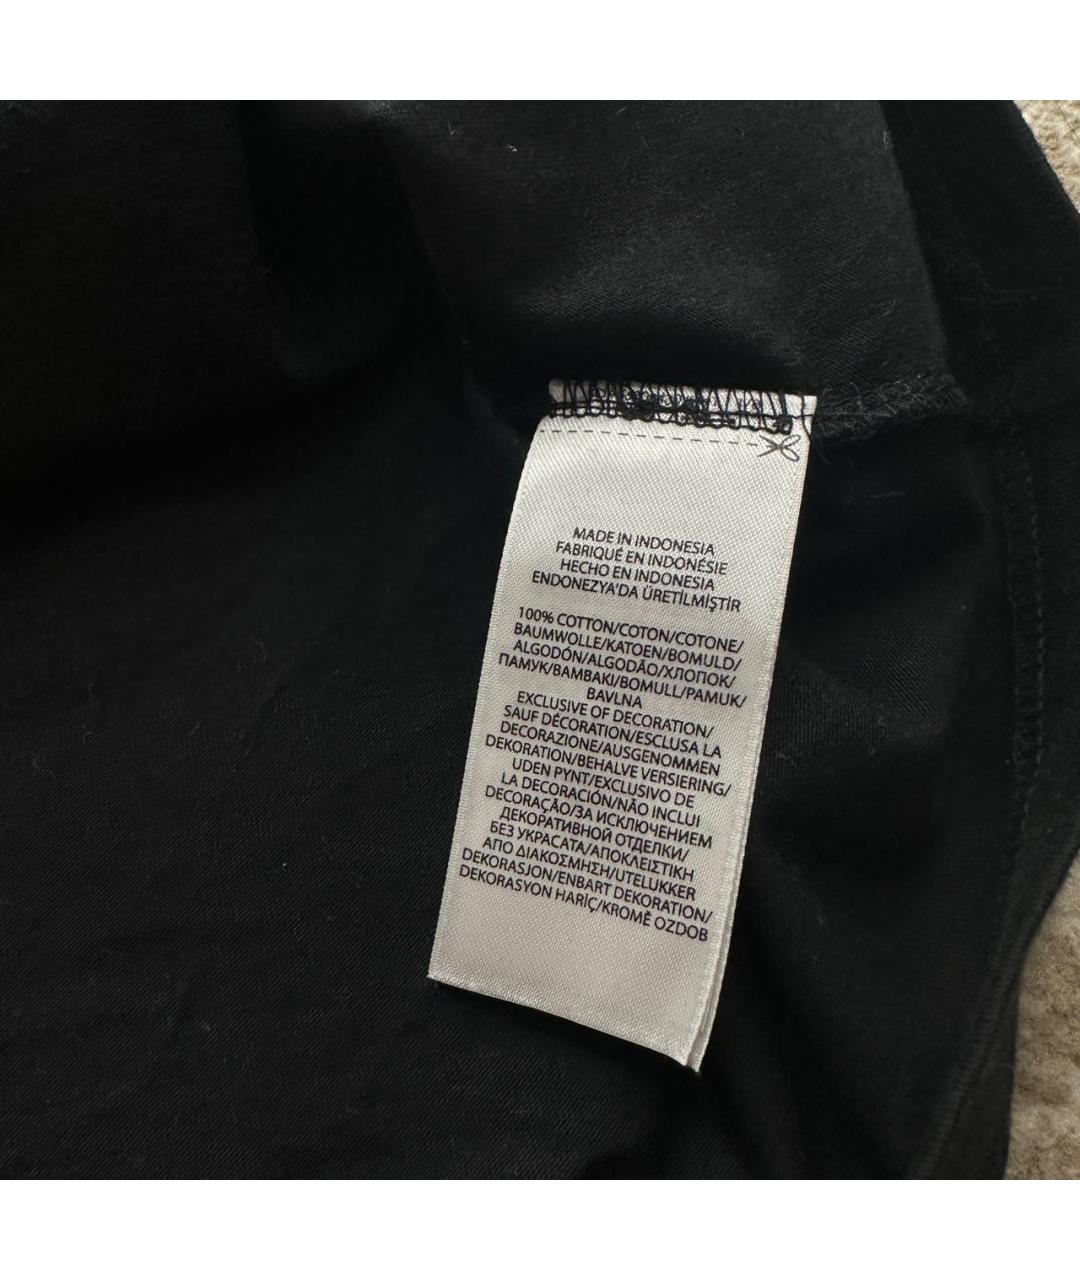 MADE IN INDONESIA
FABRIQUÉ EN INDONÉSIE
HECHO EN INDONESIA
ENDONEZYA'DA ÜRETİLMİŞTİR
100% COTTON/COTON/COTONE/
BAUMWOLLE/KATOEN/BOMULD/
ALGODÓN/ALGODÃO/ХЛОПОК/
ПАМУК/ΒΑΜΒΑΚΙ/BOMULL/PAMUK/
BAVLNA
EXCLUSIVE OF DECORATION/
SAUF DÉCORATION/ESCLUSA LA
DECORAZIONE/AUSGENOMMEN
DEKORATION/BEHALVE VERSIERING/
UDEN PYNT/EXCLUSIVO DE
LA DECORACIÓN/NÃO INCLUI
DECORAÇÃO/ЗА ИСКЛЮЧЕНИЕМ
ДЕКОРАТИВНОЙ ОТДЕЛКИ/
БЕЗ УКРАСАТА/ΑΠΟΚΛΕΙΣΤΙΚΗ
ΑΠΟ ΔΙΑΚΟΣΜΗΣΗ/UTELUKKER
DEKORASJON/ENBART DEKORATION/
DEKORASYON HARİÇ/KROMĚ OZDOB